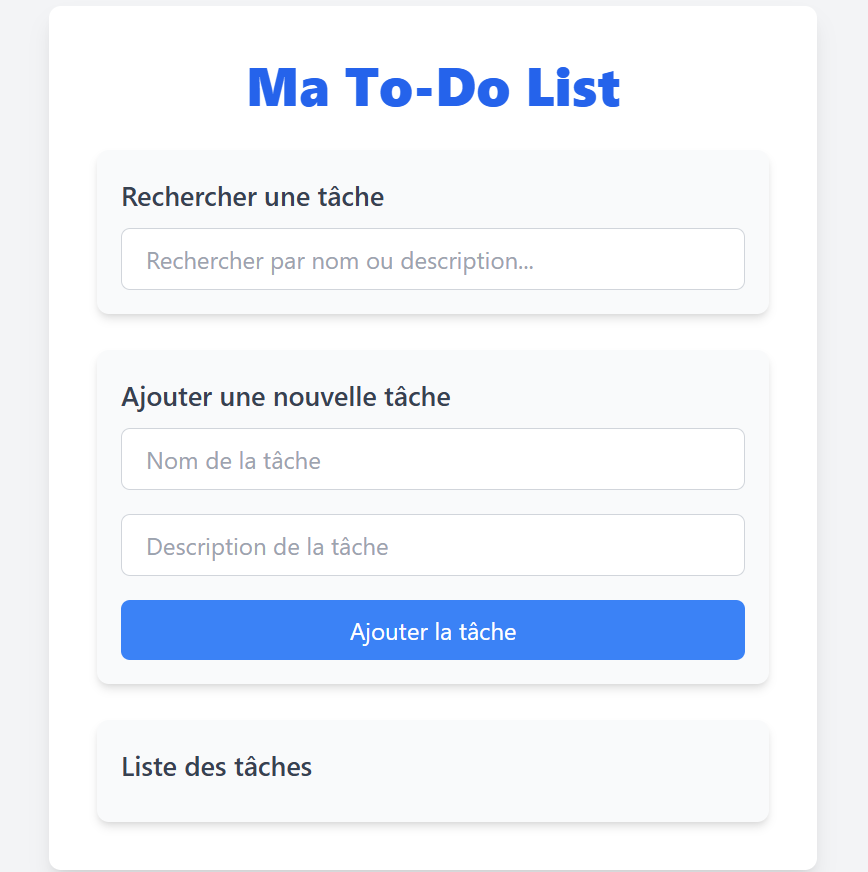 Ma To-Do List
Rechercher une tâche
Rechercher par nom ou description...
Ajouter une nouvelle tâche
Nom de la tâche
Description de la tâche
Ajouter la tâche
Liste des tâches